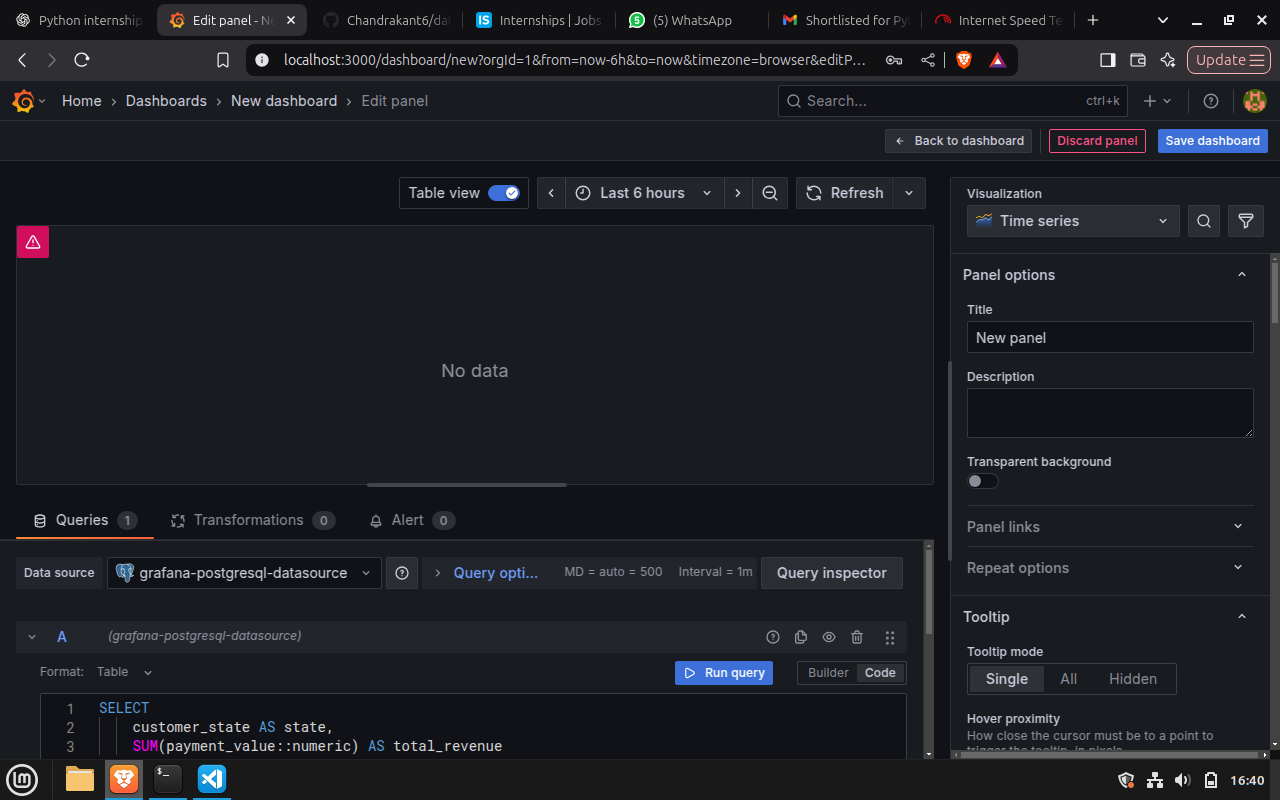 Python internship
Edit panel - Ne
Chandrakant6/dat
Internships | Jobs
(5) WhatsApp
Shortlisted for Pyt
Internet Speed Te
localhost:3000/dashboard/new?orgId=1&from=now-6h&to=now&timezone=browser&editP...
Update
Home › Dashboards › New dashboard › Edit panel
Search...
ctrl+k
Back to dashboard
Discard panel
Save dashboard
Table view
Last 6 hours
Refresh
Visualization
Time series
No data
Panel options
Title
New panel
Description
Transparent background
Panel links
Repeat options
Tooltip
Tooltip mode
Single All Hidden
Hover proximity
How close the cursor must be to a point to
trigger the tooltip, in pixels
Queries 1
Transformations 0
Alert 0
Data source
grafana-postgresql-datasource
Query opti...
MD = auto = 500
Interval = 1m
Query inspector
A
(grafana-postgresql-datasource)
Format: Table
Run query
Builder Code
1 SELECT
2 customer_state AS state,
3 SUM(payment_value::numeric) AS total_revenue
16:40